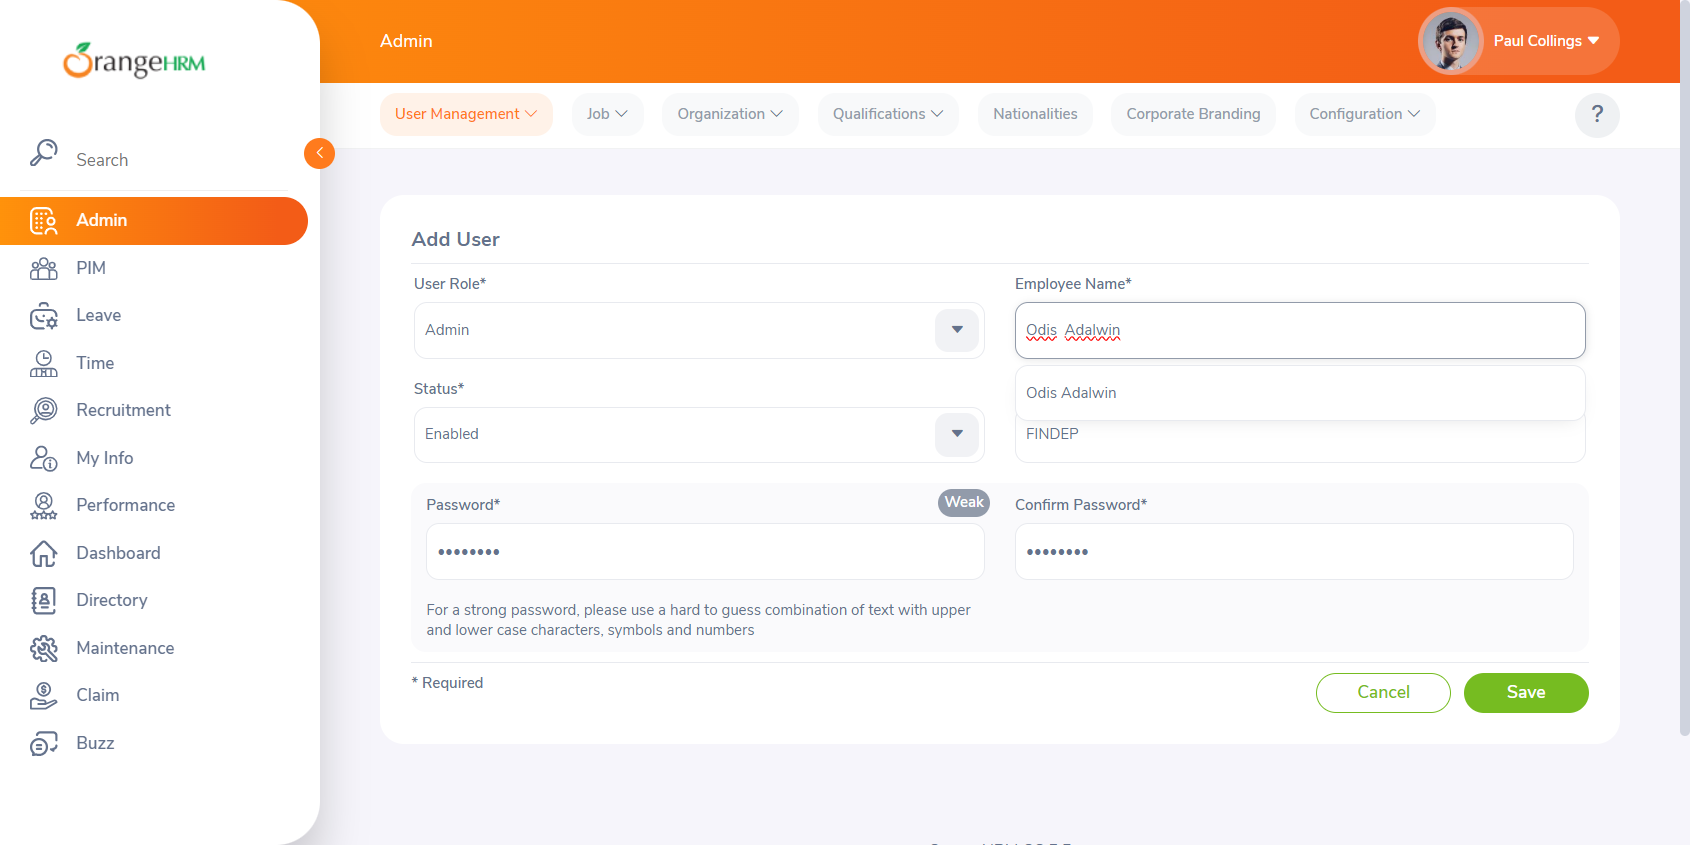 OrangeHRM
Admin
Paul Collings
User Management
Job
Organization
Qualifications
Nationalities
Corporate Branding
Configuration
?
Search
Admin
PIM
Leave
Time
Recruitment
My Info
Performance
Dashboard
Directory
Maintenance
Claim
Buzz
Add User
User Role*
Employee Name*
Admin
Odis  Adalwin
Odis Adalwin
Status*
Enabled
FINDEP
Password*
Weak
Confirm Password*
••••••••
••••••••
For a strong password, please use a hard to guess combination of text with upper
and lower case characters, symbols and numbers
* Required
Cancel
Save